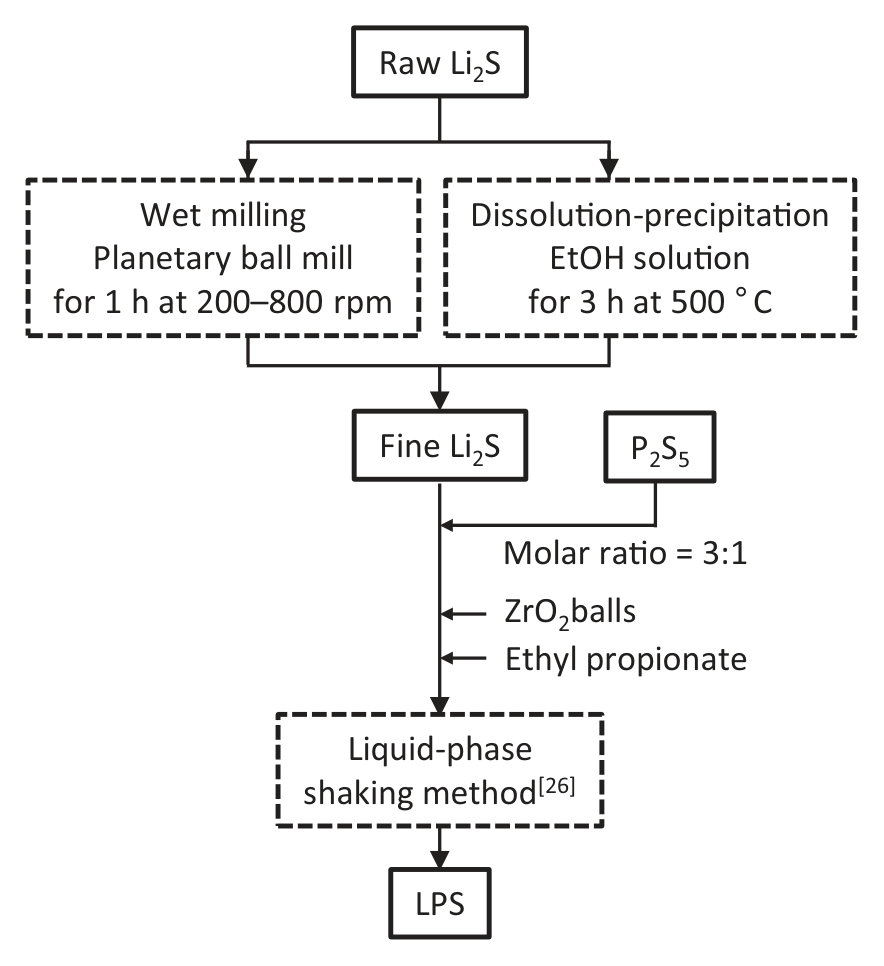 Raw Li₂S
Wet milling
Planetary ball mill
for 1 h at 200–800 rpm
Dissolution-precipitation
EtOH solution
for 3 h at 500 °C
Fine Li₂S
P₂S₅
Molar ratio = 3:1
ZrO₂balls
Ethyl propionate
Liquid-phase
shaking method[26]
LPS